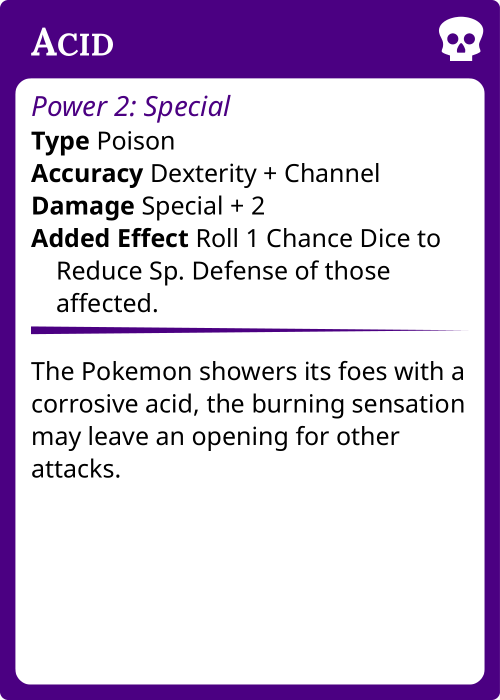 Acid
Power 2: Special
Type Poison
Accuracy Dexterity + Channel
Damage Special + 2
Added Effect Roll 1 Chance Dice to
Reduce Sp. Defense of those
affected.
The Pokemon showers its foes with a
corrosive acid, the burning sensation
may leave an opening for other
attacks.